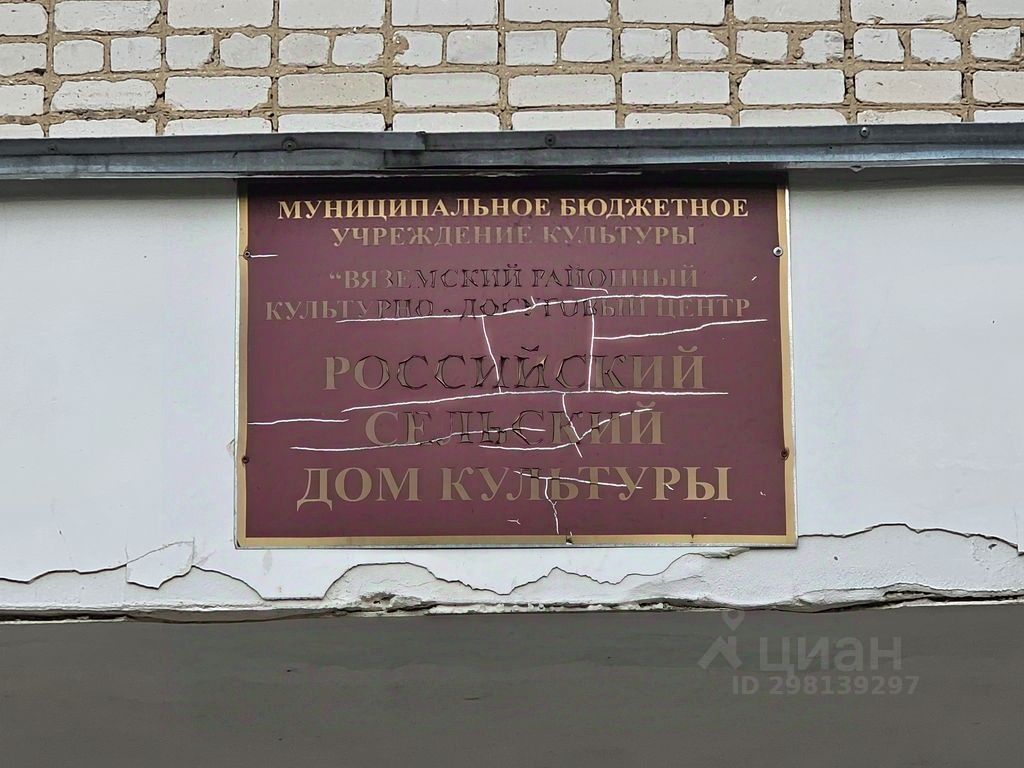 МУНИЦИПАЛЬНОЕ БЮДЖЕТНОЕ
УЧРЕЖДЕНИЕ КУЛЬТУРЫ
“ВЯЗЕМСКИЙ РАЙОННЫЙ
КУЛЬТУРНО - ДОСУГОВЫЙ ЦЕНТР
РОССИЙСКИЙ
СЕЛЬСКИЙ
ДОМ КУЛЬТУРЫ
циан
ID 298139297